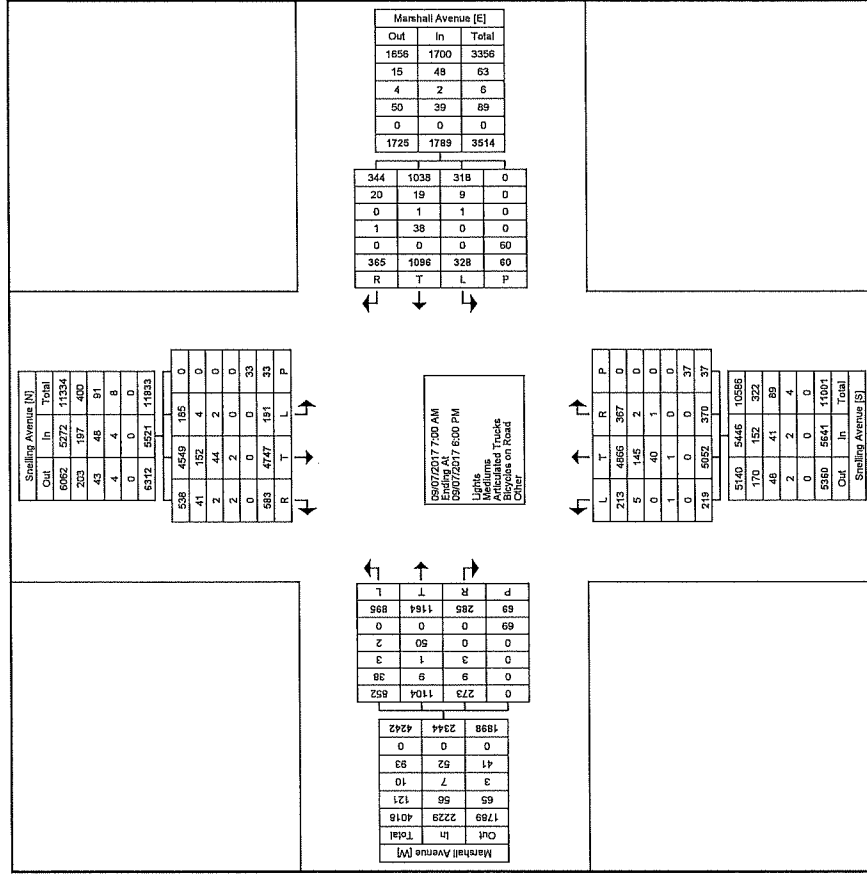 Marshall Avenue [E]
Out In Total
1656 1700 3356
15 48 63
4 2 6
50 39 89
0 0 0
1725 1789 3514
344 1038 318 0
20 19 9 0
0 1 1 0
1 38 0 0
0 0 0 60
365 1096 328 60
R T L P
Snelling Avenue [N]
Out In Total
6062 5272 11334
203 197 400
43 48 91
4 4 8
0 0 0
6312 5521 11833
538 4549 185 0
41 152 4 0
2 44 2 0
2 2 0 0
0 0 0 33
583 4747 191 33
R T L P
09/07/2017 7:00 AM
Ending At
09/07/2017 6:00 PM
Lights
Mediums
Articulated Trucks
Bicycles on Road
Other
L T R P
213 4866 367 0
5 145 2 0
0 40 1 0
1 1 0 0
0 0 0 37
219 5052 370 37
5140 5446 10586
170 152 322
48 41 89
2 2 4
0 0 0
5360 5641 11001
Out In Total
Snelling Avenue [S]
L T R P
895 1164 285 69
0 0 0 69
2 50 0 0
3 1 3 0
38 9 9 0
852 1104 273 0
4242 2344 1898
0 0 0
93 52 41
10 7 3
121 56 65
4018 2229 1789
Total In Out
Marshall Avenue [W]